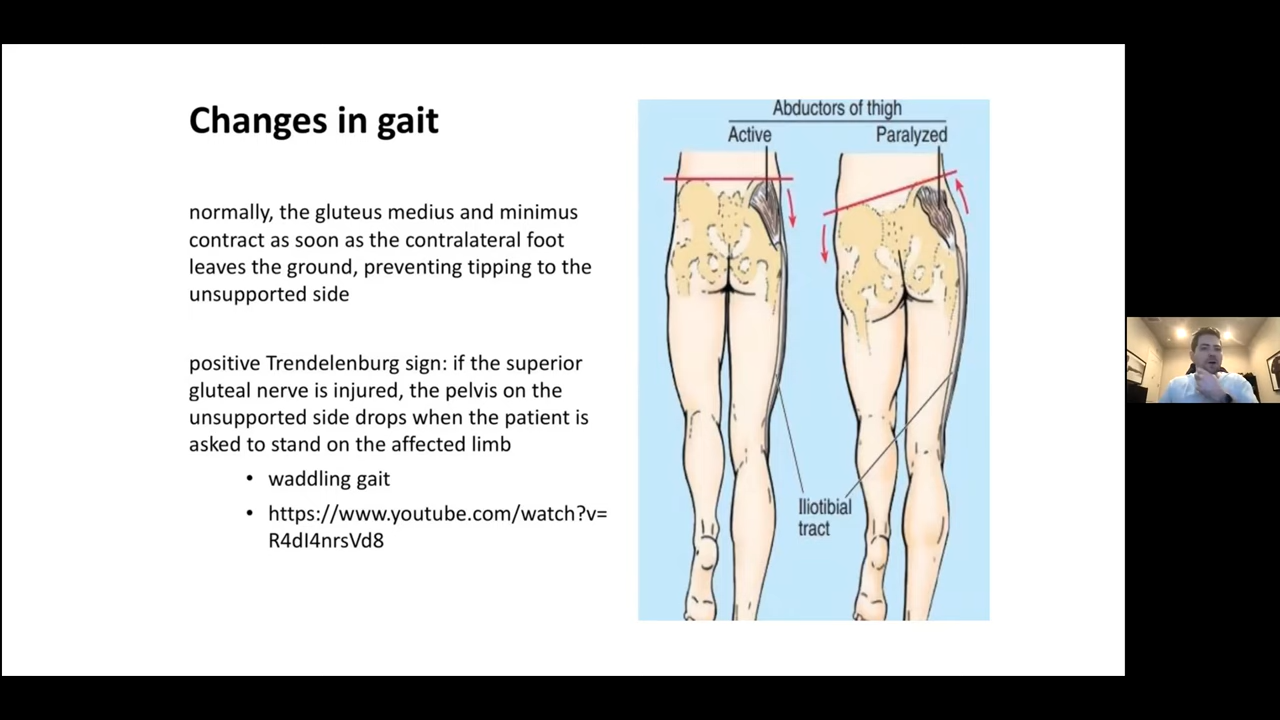 Changes in gait
normally, the gluteus medius and minimus
contract as soon as the contralateral foot
leaves the ground, preventing tipping to the
unsupported side
positive Trendelenburg sign: if the superior
gluteal nerve is injured, the pelvis on the
unsupported side drops when the patient is
asked to stand on the affected limb
• waddling gait
• https://www.youtube.com/watch?v=
R4dI4nrsVd8
Abductors of thigh
Active
Paralyzed
Iliotibial
tract